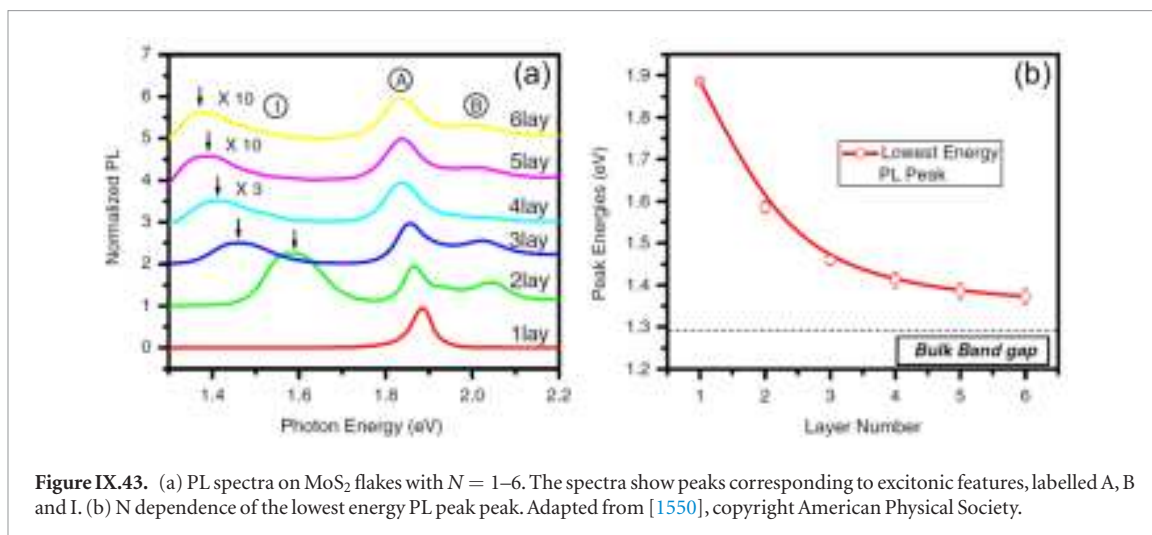 7
6
5
4
3
2
1
0
Normalized PL
(a)
A
I
B
X 10
6lay
X 10
5lay
X 3
4lay
3lay
2lay
1lay
1.4
1.6
1.8
2.0
2.2
Photon Energy (eV)
1.9
1.8
1.7
1.6
1.5
1.4
1.3
1.2
Peak Energies (eV)
(b)
Lowest Energy
PL Peak
Bulk Band gap
1
2
3
4
5
6
Layer Number
Figure IX.43. (a) PL spectra on MoS₂ flakes with N = 1–6. The spectra show peaks corresponding to excitonic features, labelled A, B
and I. (b) N dependence of the lowest energy PL peak peak. Adapted from [1550], copyright American Physical Society.